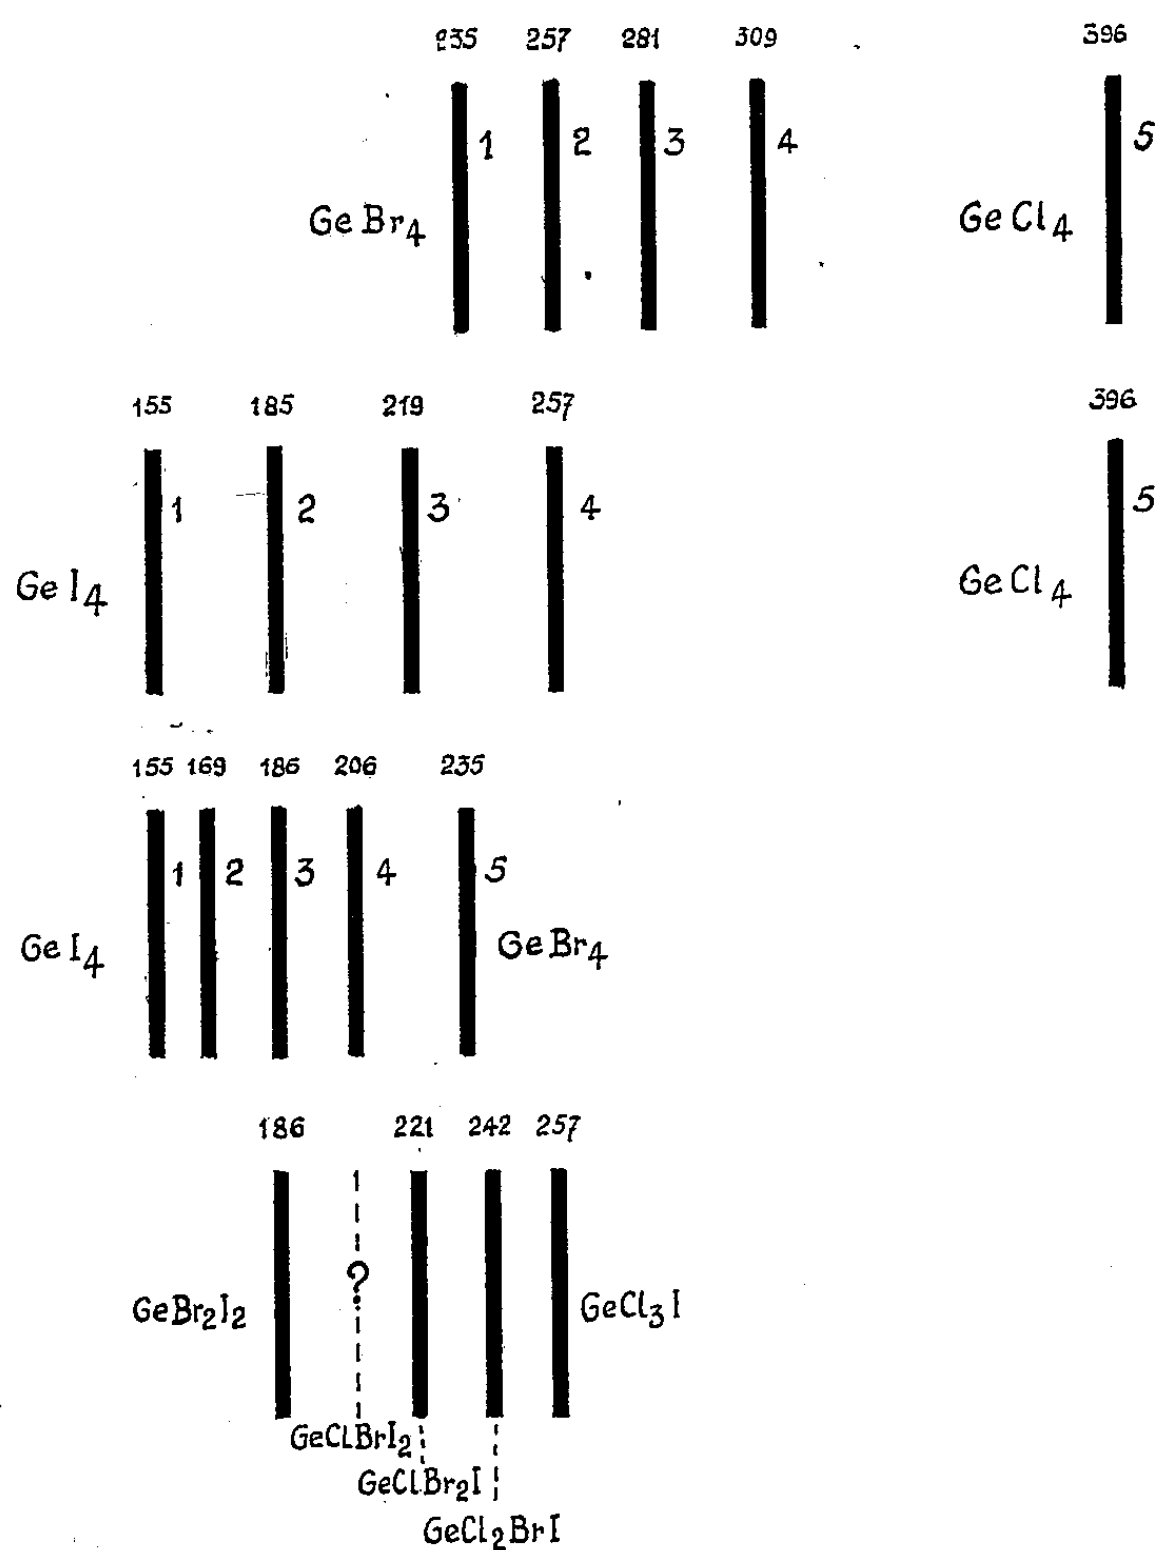 235 257 281 309 396
1 2 3 4 5
GeBr4 GeCl4
155 185 219 257 396
1 2 3 4 5
GeI4 GeCl4
155 169 186 206 235
1 2 3 4 5
GeI4 GeBr4
186 221 242 257
?
GeBr2I2 GeCl3I
GeClBrI2
GeClBr2I
GeCl2BrI